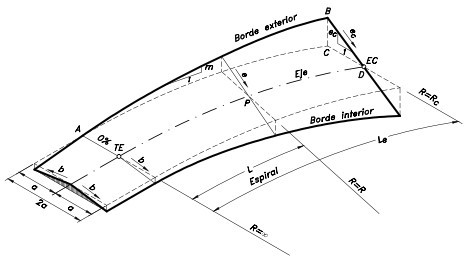 B
Borde exterior
ec
ec
1
m
1
C
EC
D
e
Eje
P
R=Rc
A
0%
TE
b
Borde interior
Le
b
L
Espiral
R=R
b
a
a
2a
R=∞